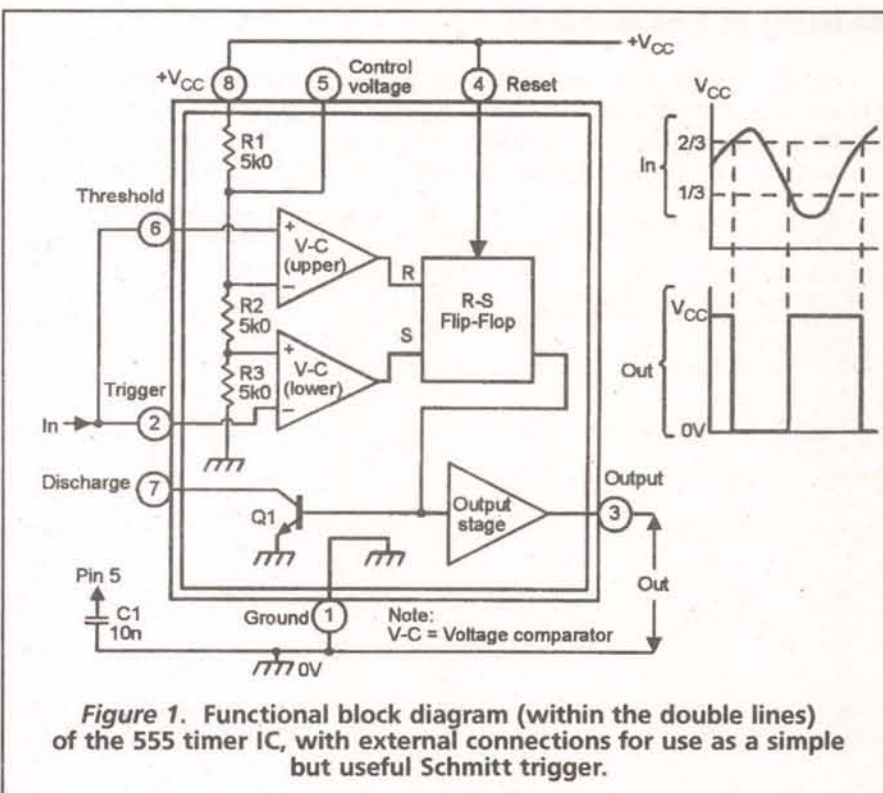 +VCC
+VCC
8
Control
voltage
5
4
Reset
R1
5k0
Threshold
6
+
V-C
(upper)
−
R
R-S
Flip-Flop
R2
5k0
S
+
V-C
(lower)
−
R3
5k0
Trigger
In
2
Discharge
7
Q1
Output
stage
Output
3
Out
Pin 5
C1
10n
Ground
1
Note:
V-C = Voltage comparator
0V
VCC
2/3
In
1/3
VCC
Out
0V
Figure 1. Functional block diagram (within the double lines)
of the 555 timer IC, with external connections for use as a simple
but useful Schmitt trigger.